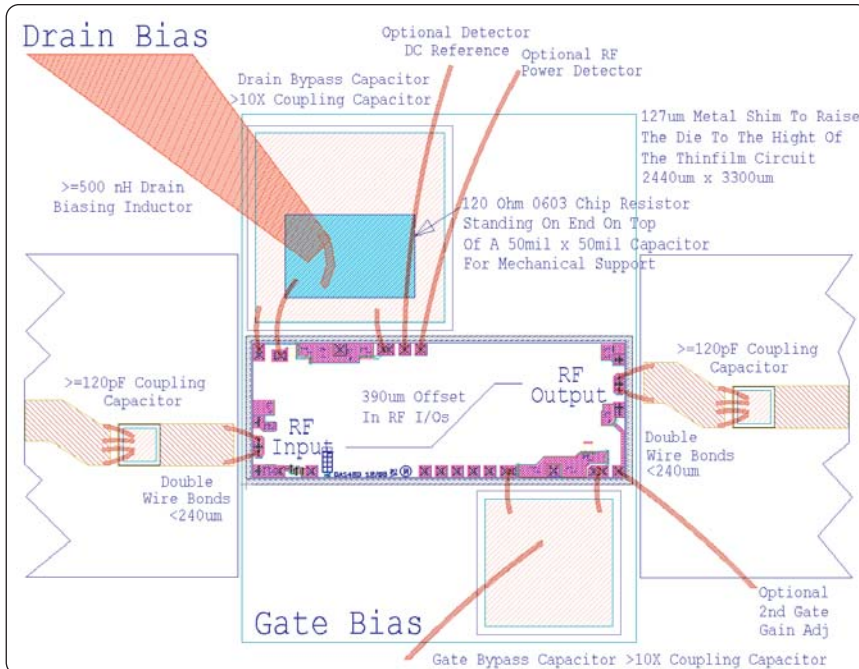 Drain Bias
Optional Detector
DC Reference
Optional RF
Power Detector
Drain Bypass Capacitor
>10X Coupling Capacitor
127um Metal Shim To Raise
The Die To The Hight Of
The Thinfilm Circuit
2440um x 3300um
>=500 nH Drain
Biasing Inductor
120 Ohm 0603 Chip Resistor
Standing On End On Top
Of A 50mil x 50mil Capacitor
For Mechanical Support
>=120pF Coupling
Capacitor
390um Offset
In RF I/Os
RF
Output
>=120pF Coupling
Capacitor
RF
Input
Double
Wire Bonds
<240um
Double
Wire Bonds
<240um
Gate Bias
Optional
2nd Gate
Gain Adj
Gate Bypass Capacitor >10X Coupling Capacitor